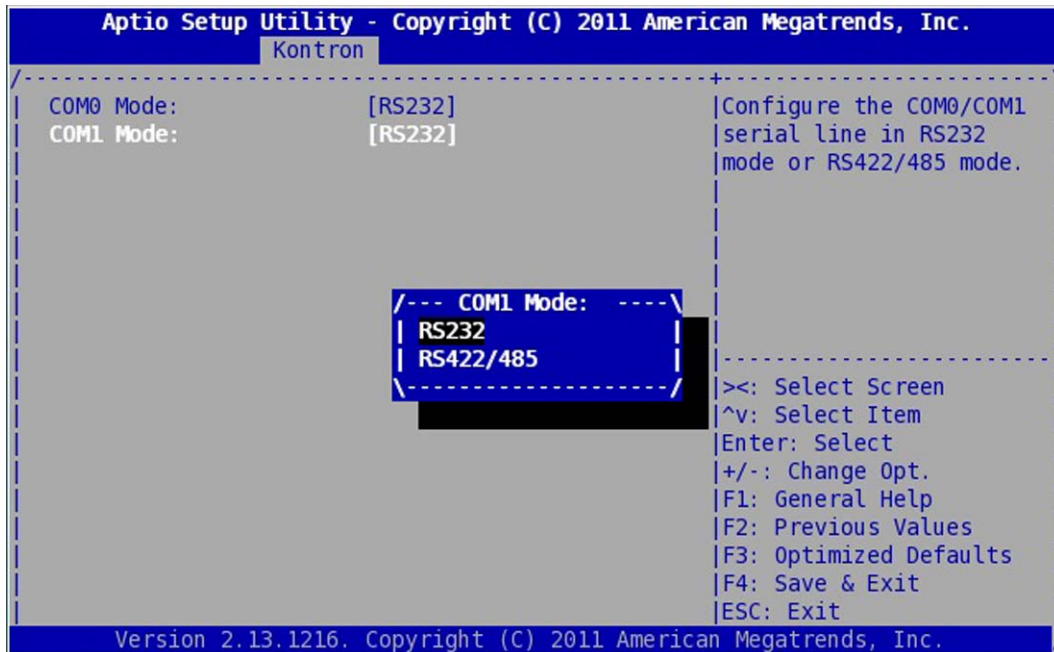 Aptio Setup Utility - Copyright (C) 2011 American Megatrends, Inc.
Kontron
COM0 Mode: [RS232]
COM1 Mode: [RS232]
Configure the COM0/COM1
serial line in RS232
mode or RS422/485 mode.
/--- COM1 Mode: ----\
RS232
RS422/485
><: Select Screen
^v: Select Item
Enter: Select
+/-: Change Opt.
F1: General Help
F2: Previous Values
F3: Optimized Defaults
F4: Save & Exit
ESC: Exit
Version 2.13.1216. Copyright (C) 2011 American Megatrends, Inc.